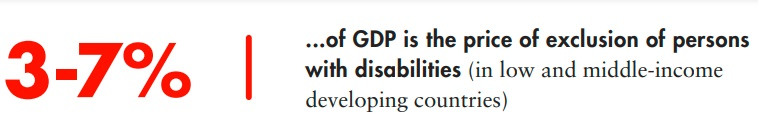 3-7%
...of GDP is the price of exclusion of persons
with disabilities (in low and middle-income
developing countries)